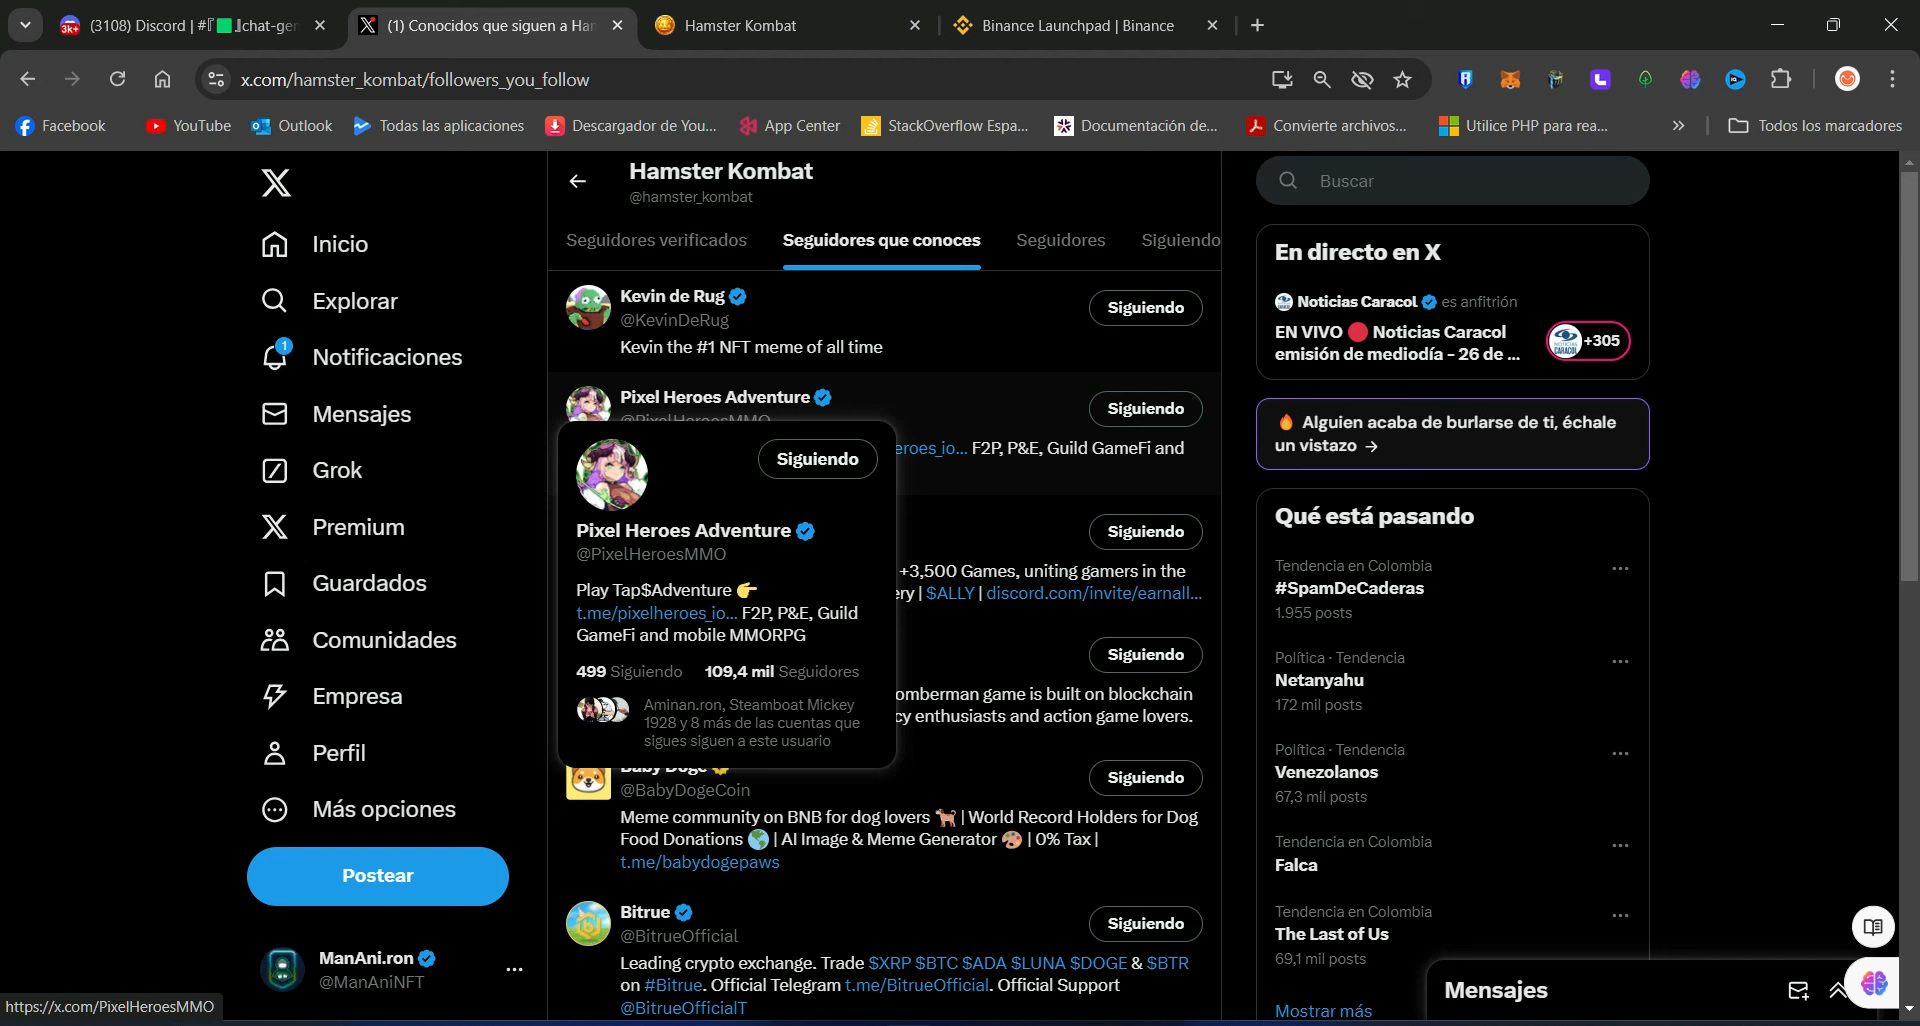 (3108) Discord | #
chat-ger
(1) Conocidos que siguen a Ha
Hamster Kombat
Binance Launchpad | Binance
x.com/hamster_kombat/followers_you_follow
Facebook
YouTube
Outlook
Todas las aplicaciones
Descargador de You...
App Center
StackOverflow Espa...
Documentación de...
Convierte archivos...
Utilice PHP para rea...
»
Todos los marcadores
Inicio
Explorar
1
Notificaciones
Mensajes
Grok
Premium
Guardados
Comunidades
Empresa
Perfil
Más opciones
Postear
ManAni.ron
@ManAniNFT
https://x.com/PixelHeroesMMO
Hamster Kombat
@hamster_kombat
Seguidores verificados
Seguidores que conoces
Seguidores
Siguiendo
Kevin de Rug
@KevinDeRug
Siguiendo
Kevin the #1 NFT meme of all time
Pixel Heroes Adventure
@PixelHeroesMMO
Siguiendo
eroes_io... F2P, P&E, Guild GameFi and
Siguiendo
Pixel Heroes Adventure
@PixelHeroesMMO
Play Tap$Adventure 👉
t.me/pixelheroes_io... F2P, P&E, Guild
GameFi and mobile MMORPG
499 Siguiendo 109,4 mil Seguidores
Aminan.ron, Steamboat Mickey
1928 y 8 más de las cuentas que
sigues siguen a este usuario
Siguiendo
+3,500 Games, uniting gamers in the
ery | $ALLY | discord.com/invite/earnall...
Siguiendo
omberman game is built on blockchain
cy enthusiasts and action game lovers.
Baby Doge
@BabyDogeCoin
Siguiendo
Meme community on BNB for dog lovers 🐕 | World Record Holders for Dog
Food Donations 🌎 | AI Image & Meme Generator 🎨 | 0% Tax |
t.me/babydogepaws
Bitrue
@BitrueOfficial
Siguiendo
Leading crypto exchange. Trade $XRP $BTC $ADA $LUNA $DOGE & $BTR
on #Bitrue. Official Telegram t.me/BitrueOfficial. Official Support
@BitrueOfficialT
Buscar
En directo en X
Noticias Caracol es anfitrión
EN VIVO 🔴 Noticias Caracol
emisión de mediodía - 26 de ...
+305
🔥 Alguien acaba de burlarse de ti, échale
un vistazo →
Qué está pasando
Tendencia en Colombia
#SpamDeCaderas
1.955 posts
Política · Tendencia
Netanyahu
172 mil posts
Política · Tendencia
Venezolanos
67,3 mil posts
Tendencia en Colombia
Falca
Tendencia en Colombia
The Last of Us
69,1 mil posts
Mostrar más
Mensajes